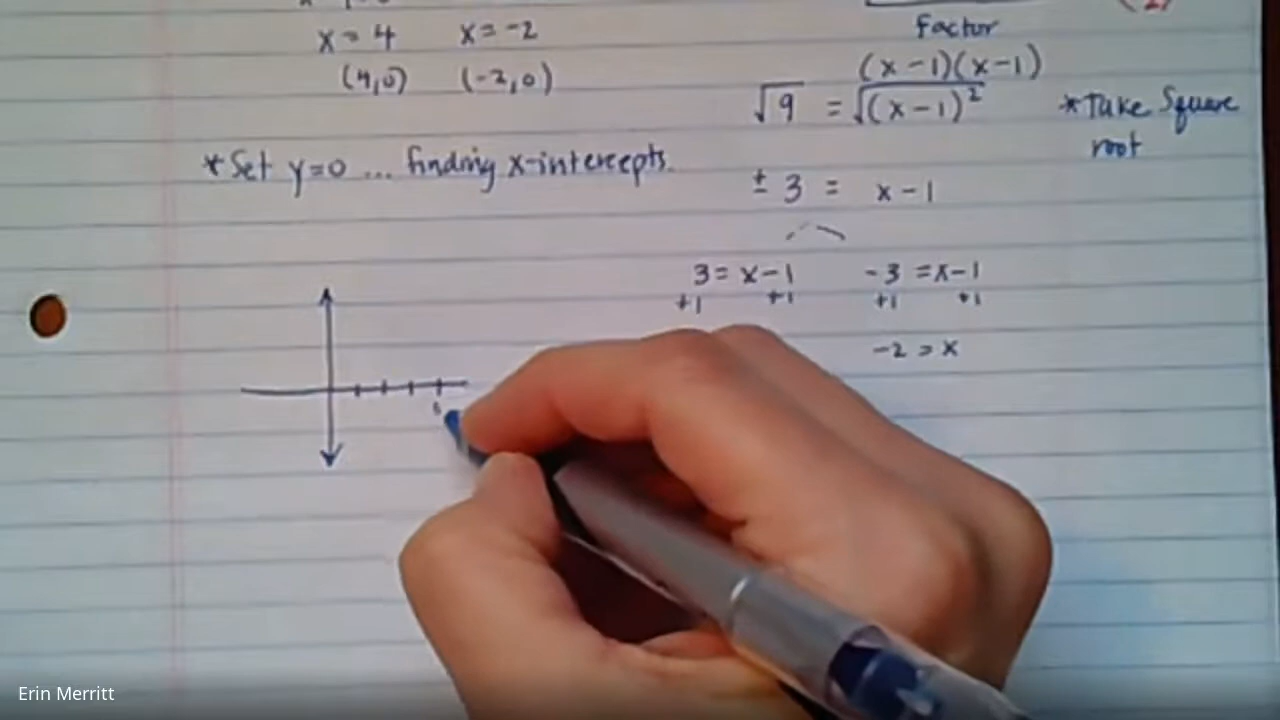 x = 4 x = -2
(4,0) (-2,0)
*Set y=0 ... finding x-intercepts.
Factor
(x-1)(x-1)
√9 = √(x-1)²
*Take Square
root
± 3 = x-1
3 = x-1 -3 = x-1
+1 +1 +1 +1
-2 = x
Erin Merritt